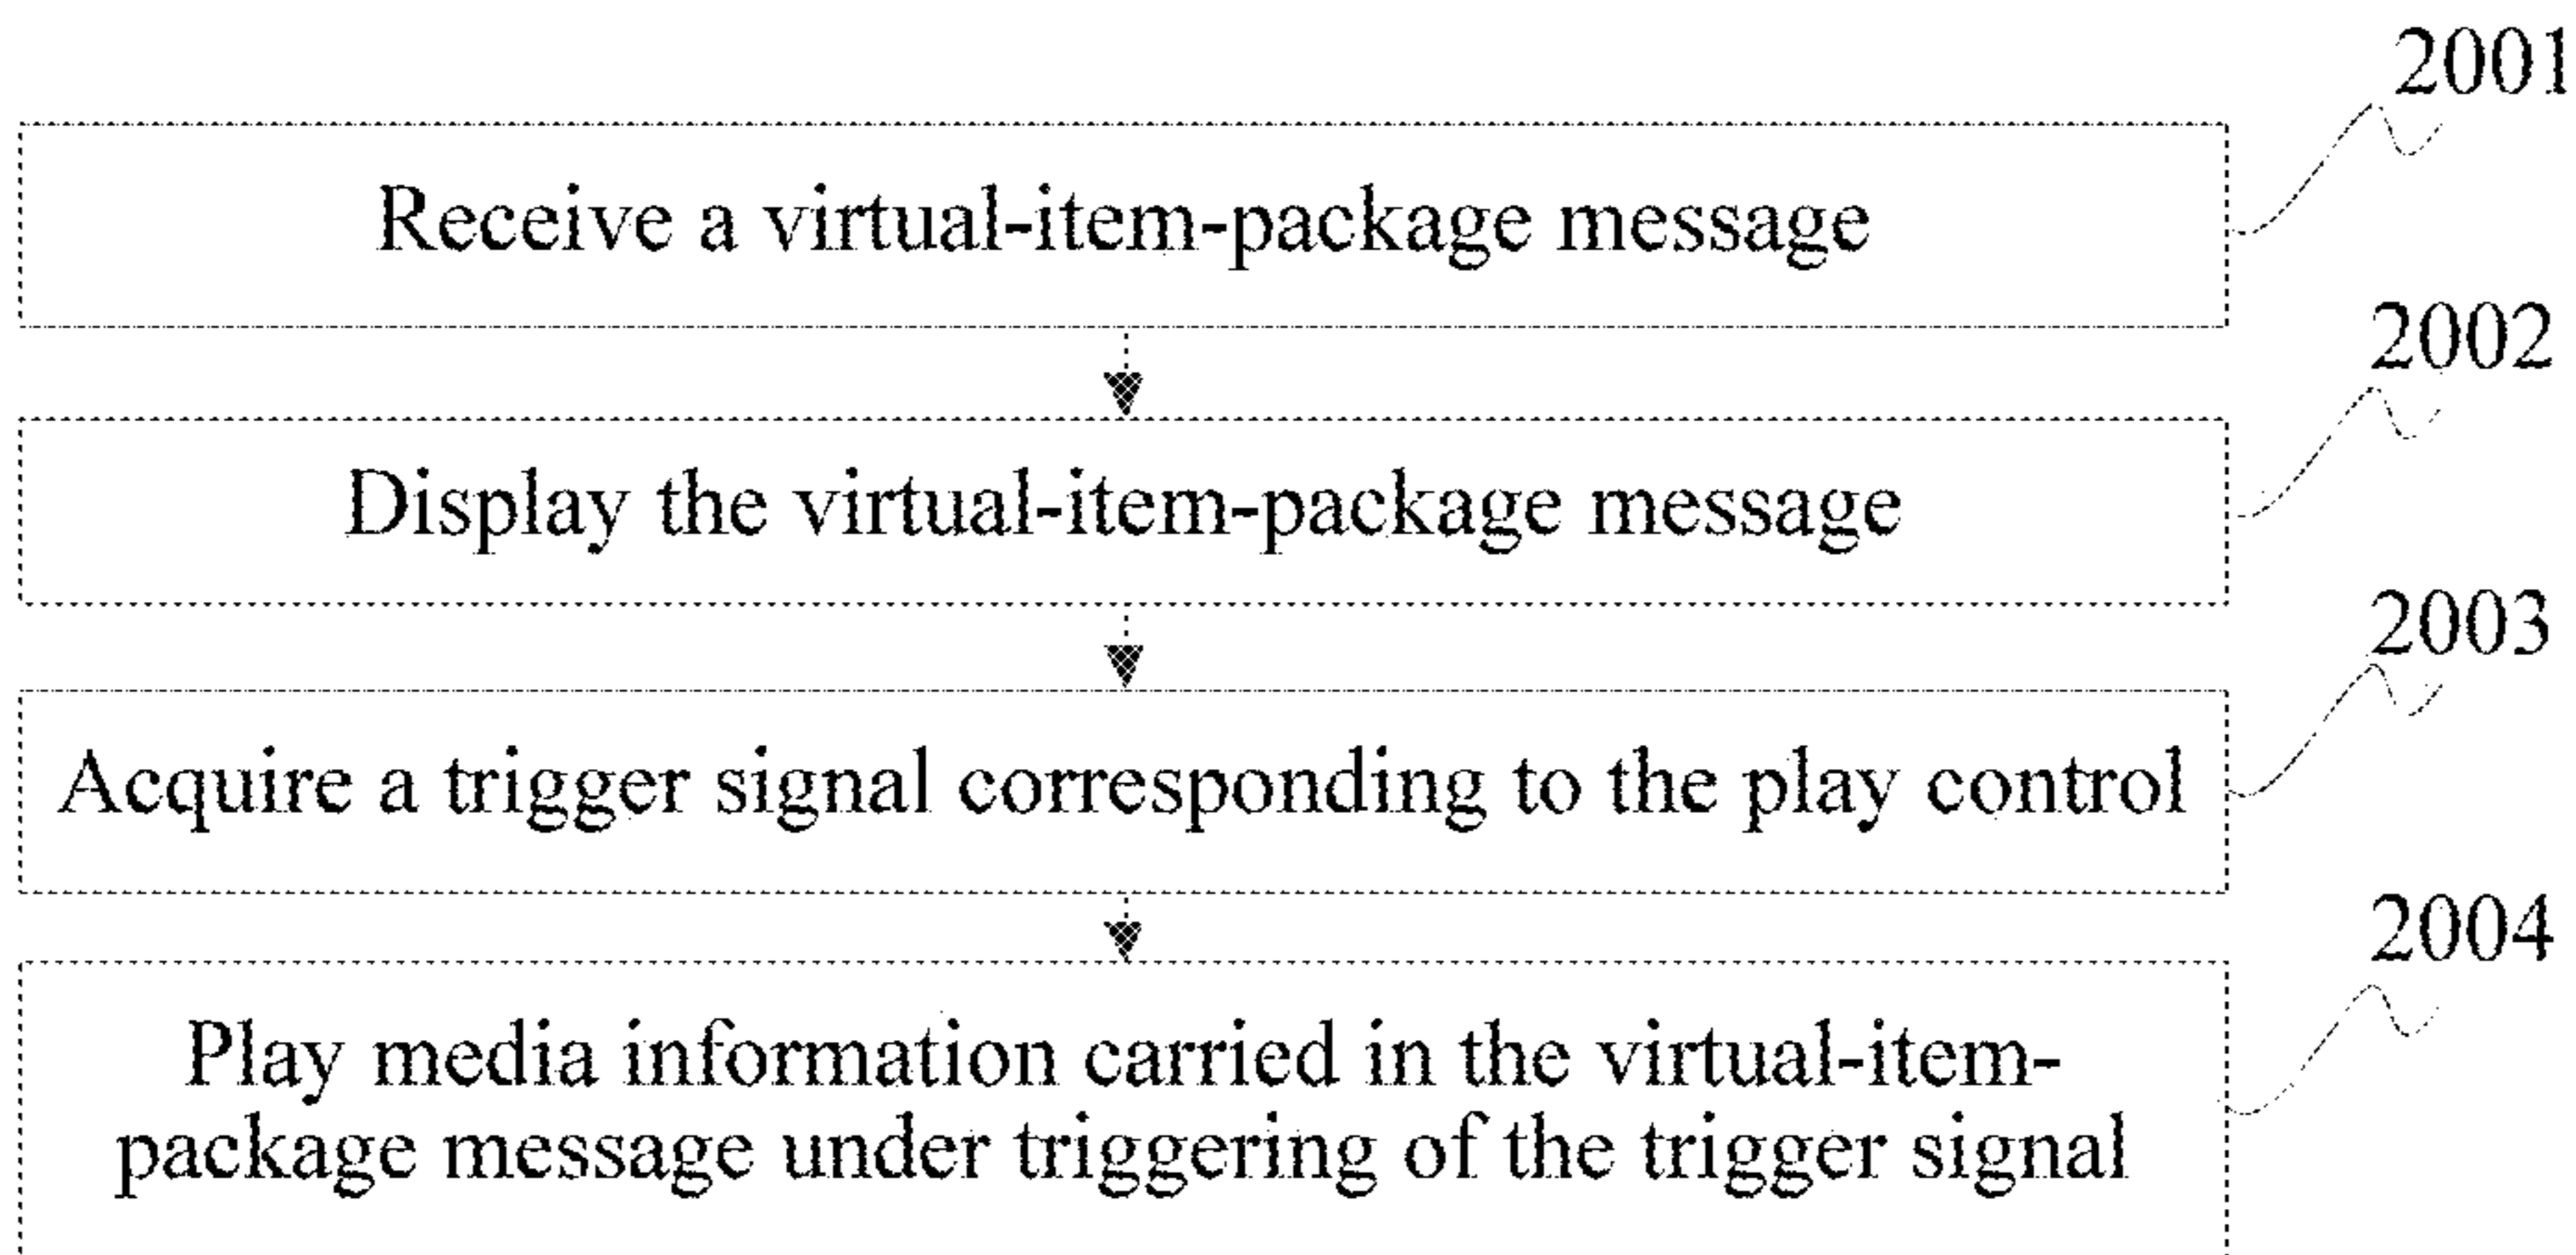 2001
Receive a virtual-item-package message
2002
Display the virtual-item-package message
2003
Acquire a trigger signal corresponding to the play control
2004
Play media information carried in the virtual-item-
package message under triggering of the trigger signal